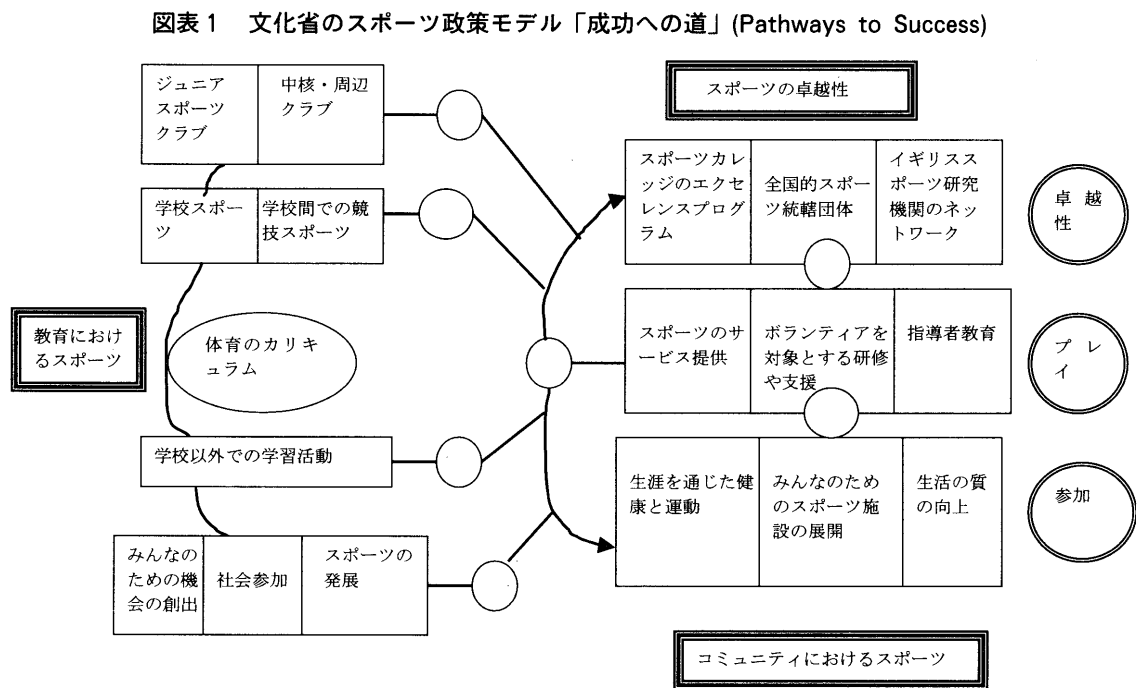 図表1 文化省のスポーツ政策モデル「成功への道」(Pathways to Success)
ジュニア
スポーツ
クラブ
中核・周辺
クラブ
学校スポー
ツ
学校間での競
技スポーツ
教育におけ
るスポーツ
体育のカリキ
ュラム
学校以外での学習活動
みんなの
ための機
会の創出
社会参加
スポーツの
発展
スポーツの卓越性
スポーツカレ
ッジのエクセ
レンスプログ
ラム
全国的スポー
ツ統轄団体
イギリスス
ポーツ研究
機関のネッ
トワーク
卓越
性
スポーツのサ
ービス提供
ボランティアを
対象とする研修
や支援
指導者教育
プレ
イ
生涯を通じた健
康と運動
みんなのため
のスポーツ施
設の展開
生活の質
の向上
参加
コミュニティにおけるスポーツ